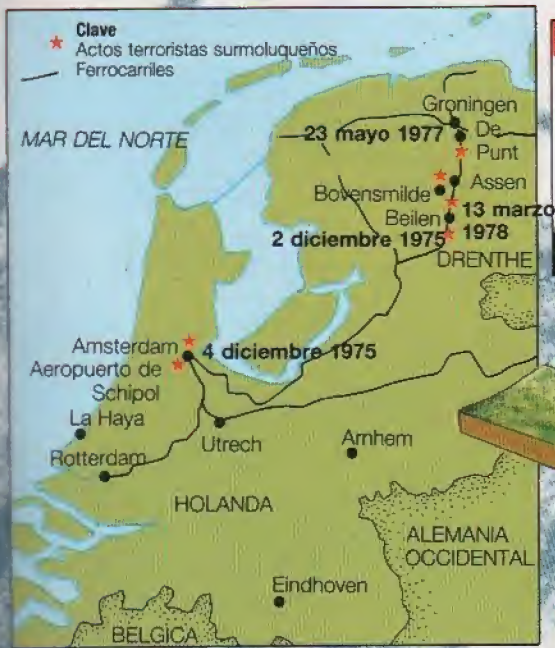 Clave
Actos terroristas surmoluqueños
Ferrocarriles
MAR DEL NORTE
Groningen
De
Punt
23 mayo 1977
Assen
Bovensmilde
Beilen
13 marzo
1978
2 diciembre 1975
DRENTHE
Amsterdam
4 diciembre 1975
Aeropuerto de
Schipol
La Haya
Utrech
Arnhem
Rotterdam
HOLANDA
ALEMANIA
OCCIDENTAL
Eindhoven
BELGICA